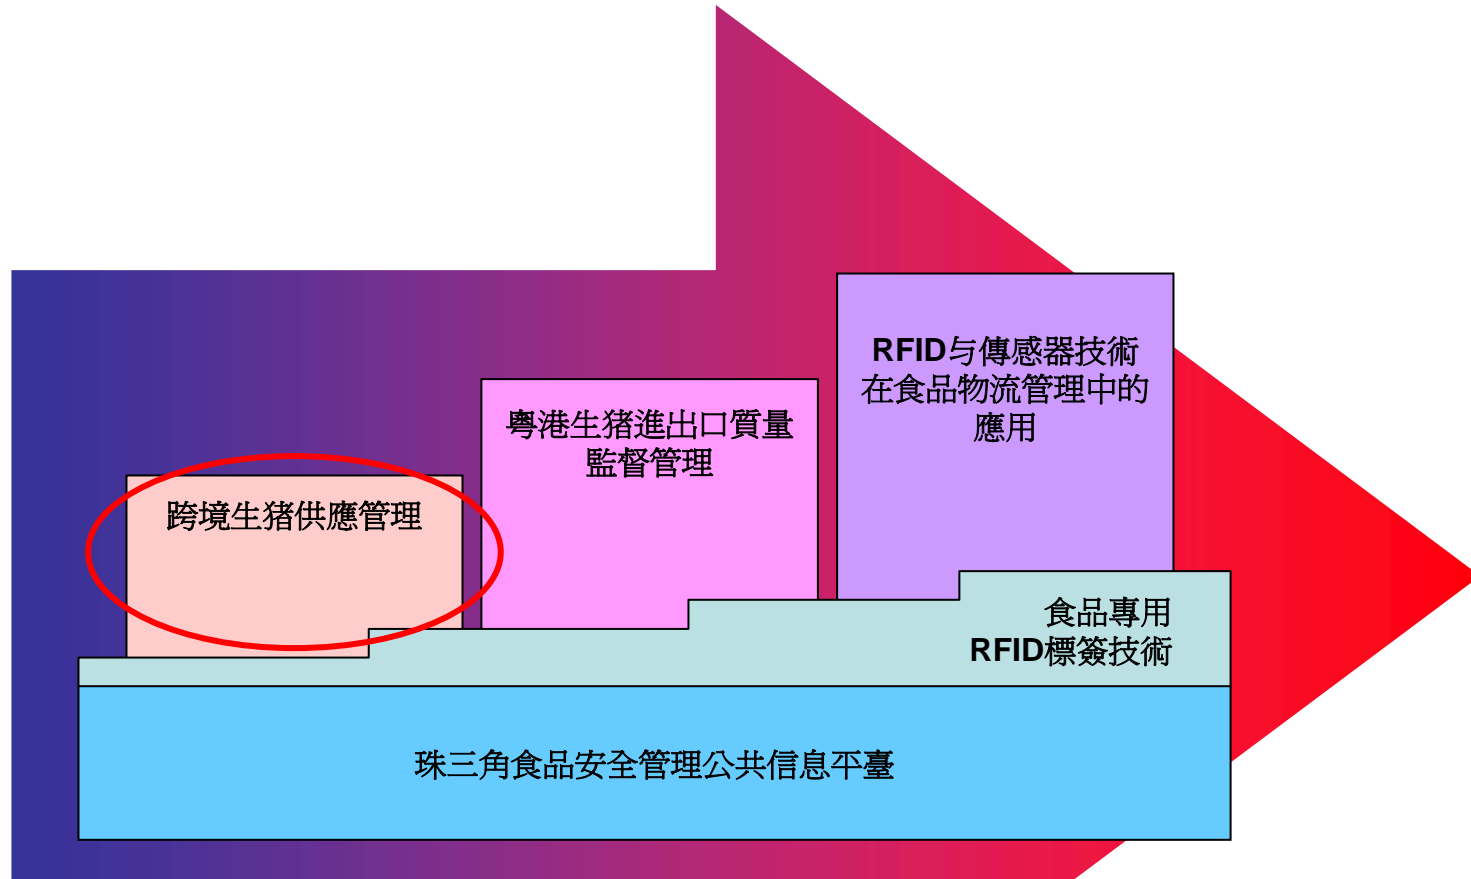 RFID与傳感器技術
在食品物流管理中的
應用
粵港生猪進出口質量
監督管理
跨境生猪供應管理
食品專用
RFID標簽技術
珠三角食品安全管理公共信息平臺